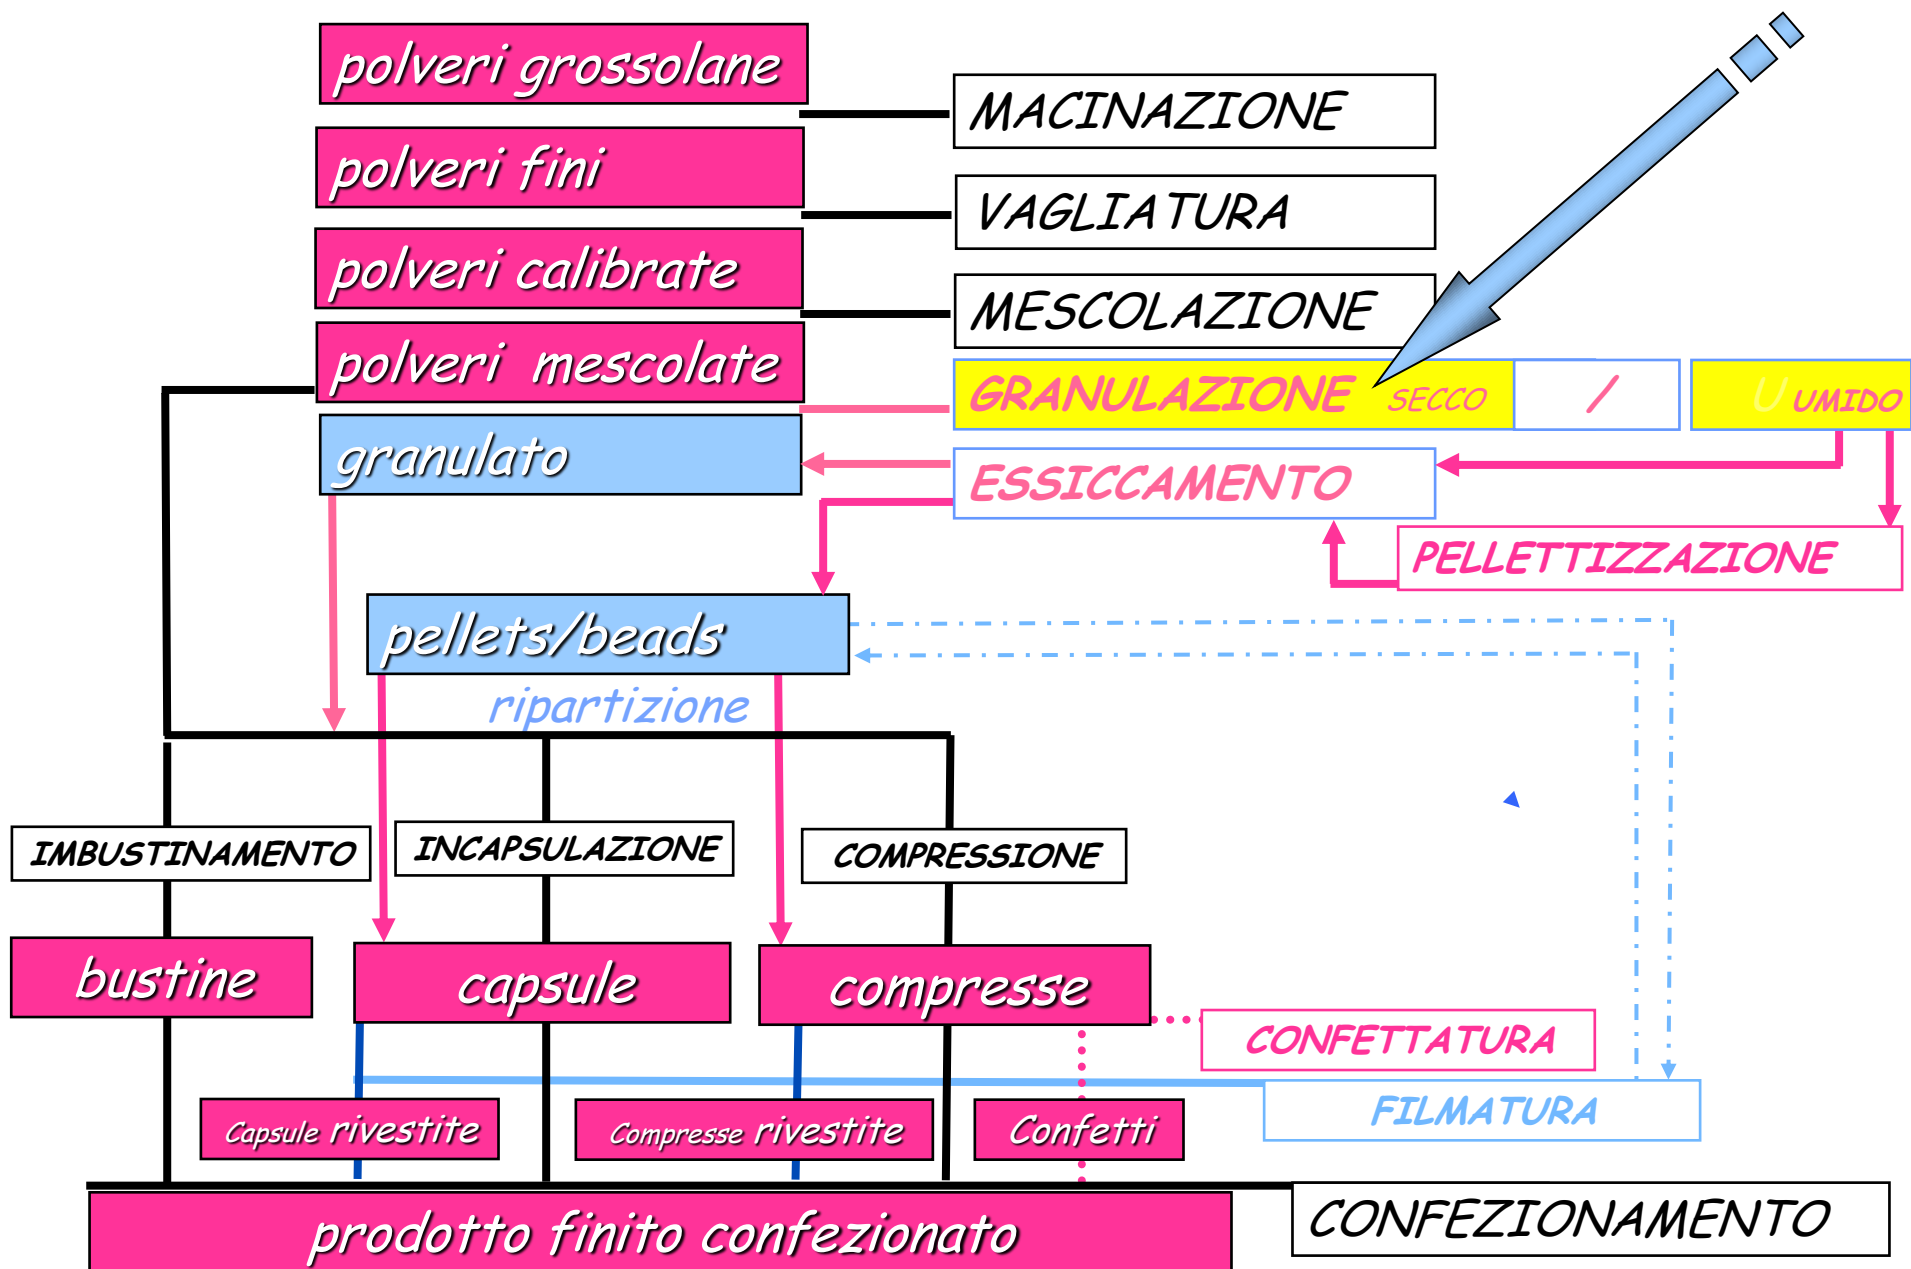 polveri grossolane
MACINAZIONE
polveri fini
VAGLIATURA
polveri calibrate
MESCOLAZIONE
polveri mescolate
GRANULAZIONE SECCO / U UMIDO
granulato
ESSICCAMENTO
PELLETTIZZAZIONE
pellets/beads
ripartizione
IMBUSTINAMENTO
INCAPSULAZIONE
COMPRESSIONE
bustine
capsule
compresse
CONFETTATURA
FILMATURA
Capsule rivestite
Compresse rivestite
Confetti
CONFEZIONAMENTO
prodotto finito confezionato